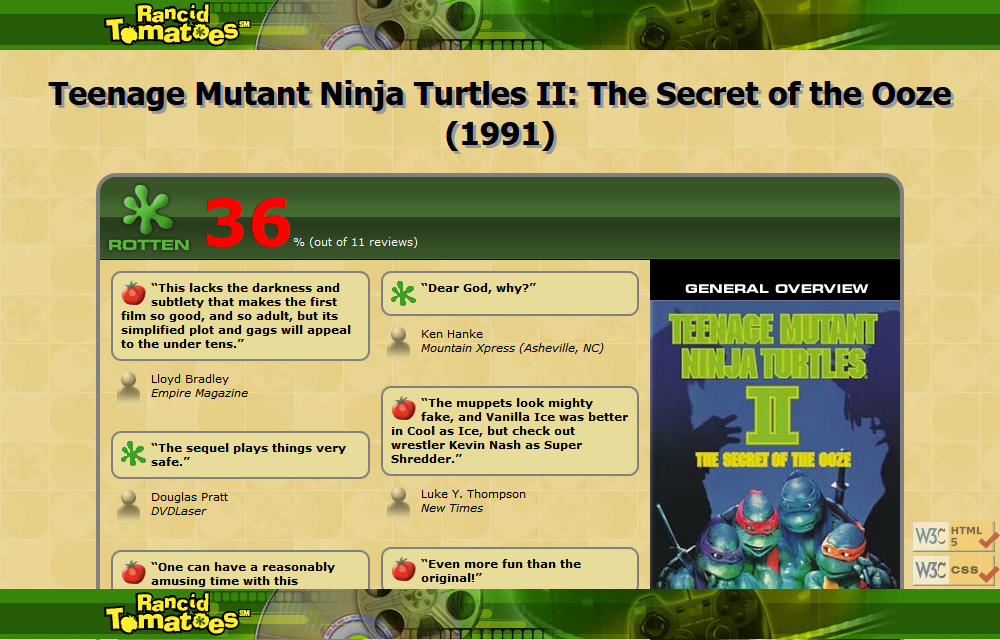 Rancid
TomatoesSM
Teenage Mutant Ninja Turtles II: The Secret of the Ooze
(1991)
ROTTEN
36% (out of 11 reviews)
“This lacks the darkness and
subtlety that makes the first
film so good, and so adult, but its
simplified plot and gags will appeal
to the under tens.”
Lloyd Bradley
Empire Magazine
“The sequel plays things very
safe.”
Douglas Pratt
DVDLaser
“One can have a reasonably
amusing time with this
“Dear God, why?”
Ken Hanke
Mountain Xpress (Asheville, NC)
“The muppets look mighty
fake, and Vanilla Ice was better
in Cool as Ice, but check out
wrestler Kevin Nash as Super
Shredder.”
Luke Y. Thompson
New Times
“Even more fun than the
original!”
GENERAL OVERVIEW
TEENAGE MUTANT
NINJA TURTLES
II
THE SECRET OF THE OOZE
W3C HTML
5
W3C CSS
Rancid
TomatoesSM